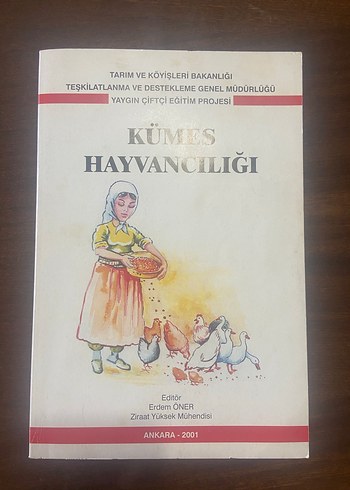 TARIM VE KÖYİŞLERİ BAKANLIĞI
TEŞKİLATLANMA VE DESTEKLEME GENEL MÜDÜRLÜĞÜ
YAYGIN ÇİFTÇİ EĞİTİM PROJESİ
KÜMES
HAYVANCILIĞI
Editör
Erdem ÖNER
Ziraat Yüksek Mühendisi
ANKARA - 2001